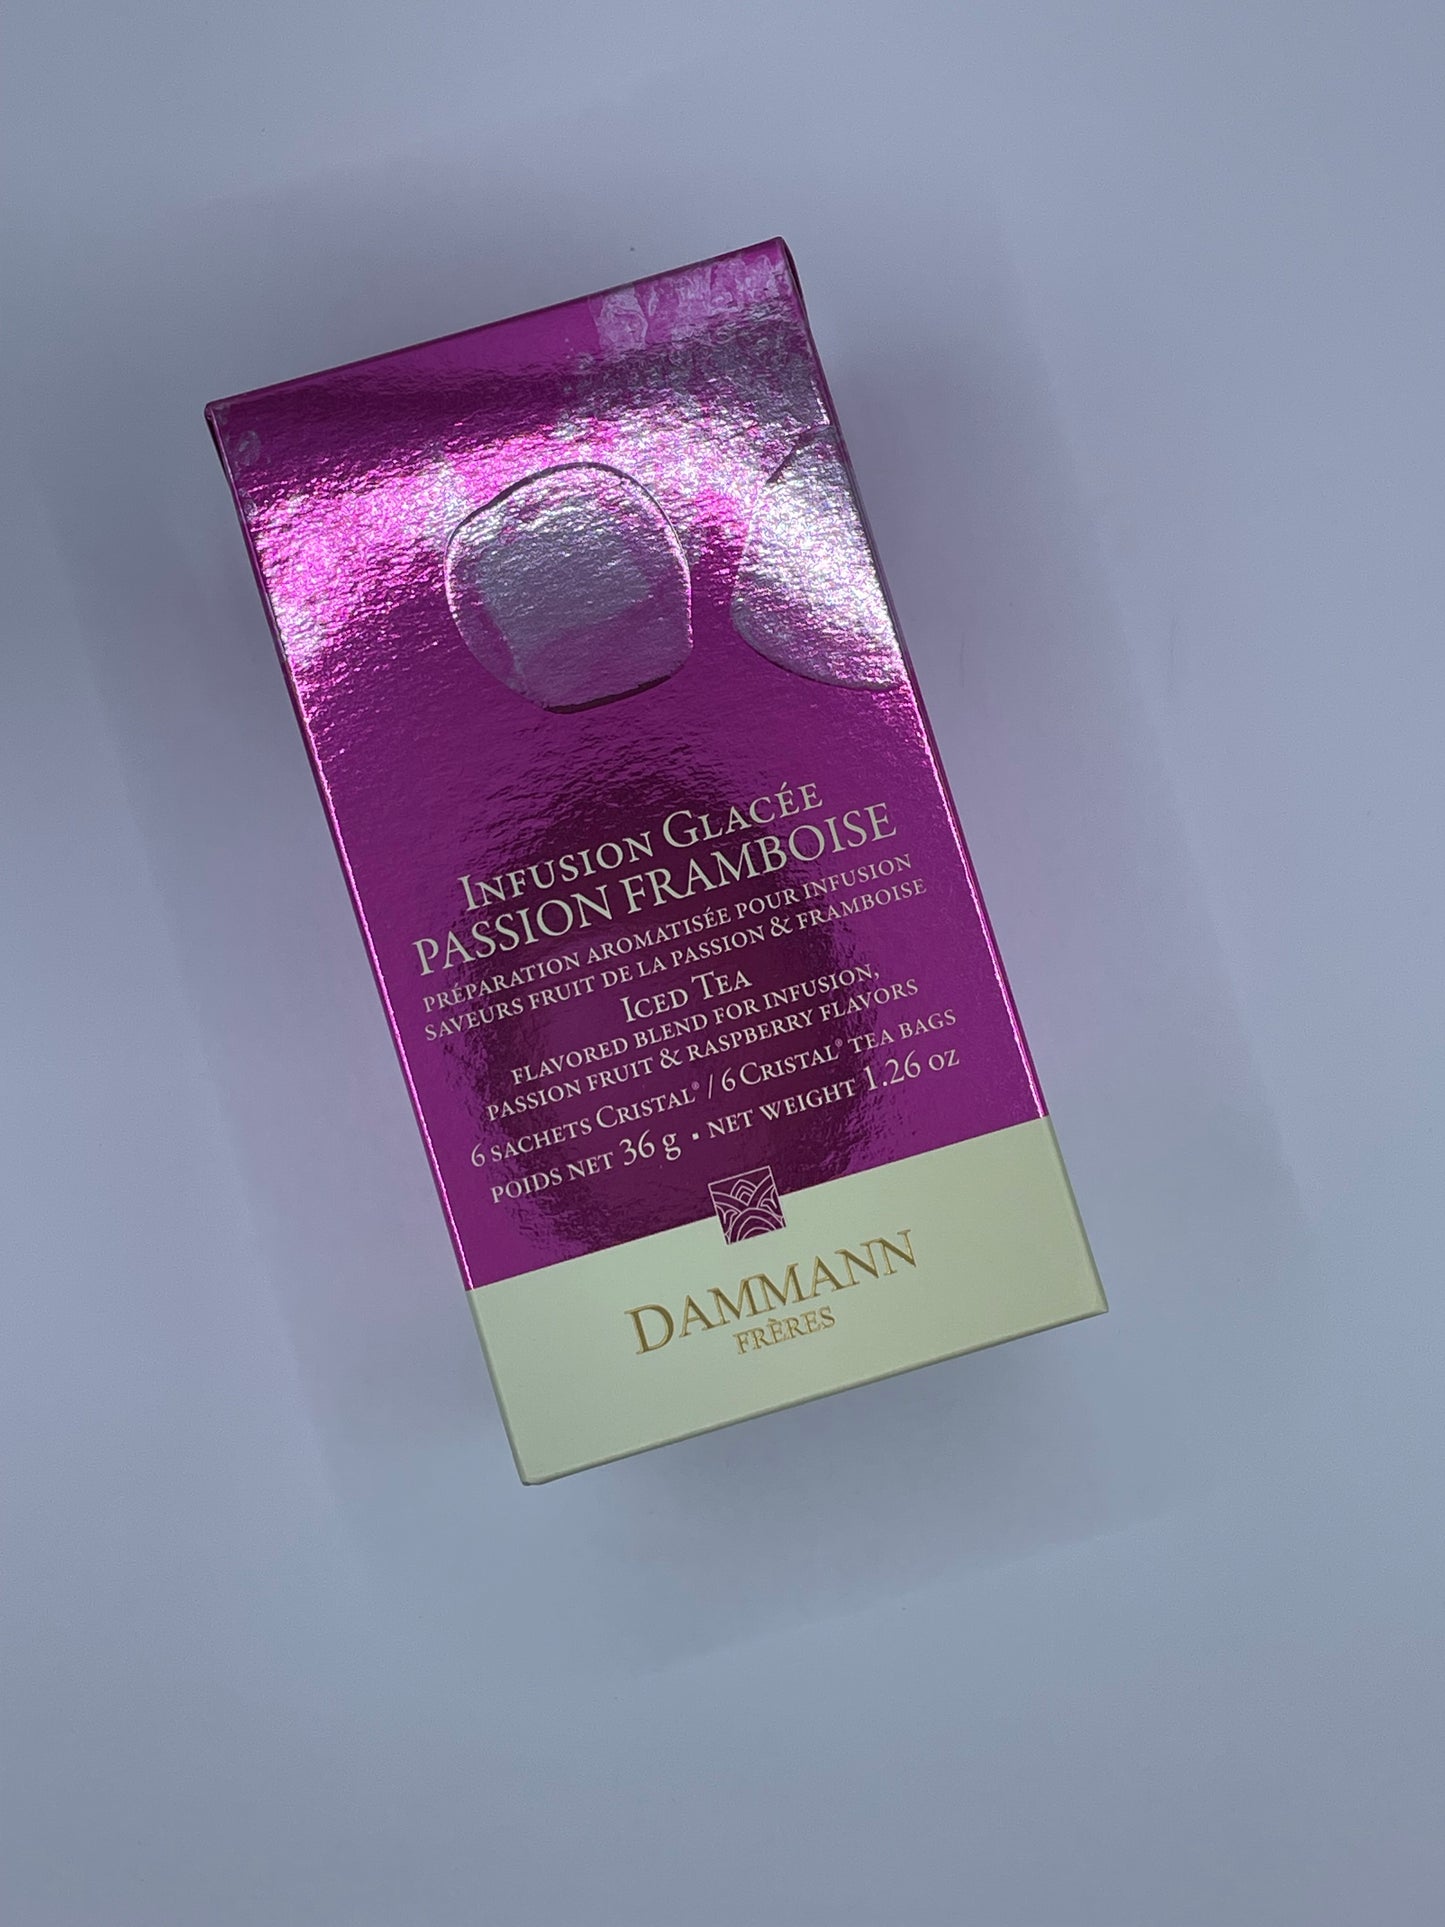 Infusion Glacée
PASSION FRAMBOISE
PRÉPARATION AROMATISÉE POUR INFUSION
SAVEURS FRUIT DE LA PASSION & FRAMBOISE
Iced Tea
FLAVORED BLEND FOR INFUSION,
PASSION FRUIT & RASPBERRY FLAVORS
6 SACHETS CRISTAL® / 6 CRISTAL® TEA BAGS
POIDS NET 36 g ▪ NET WEIGHT 1.26 OZ
DAMMANN
FRÈRES